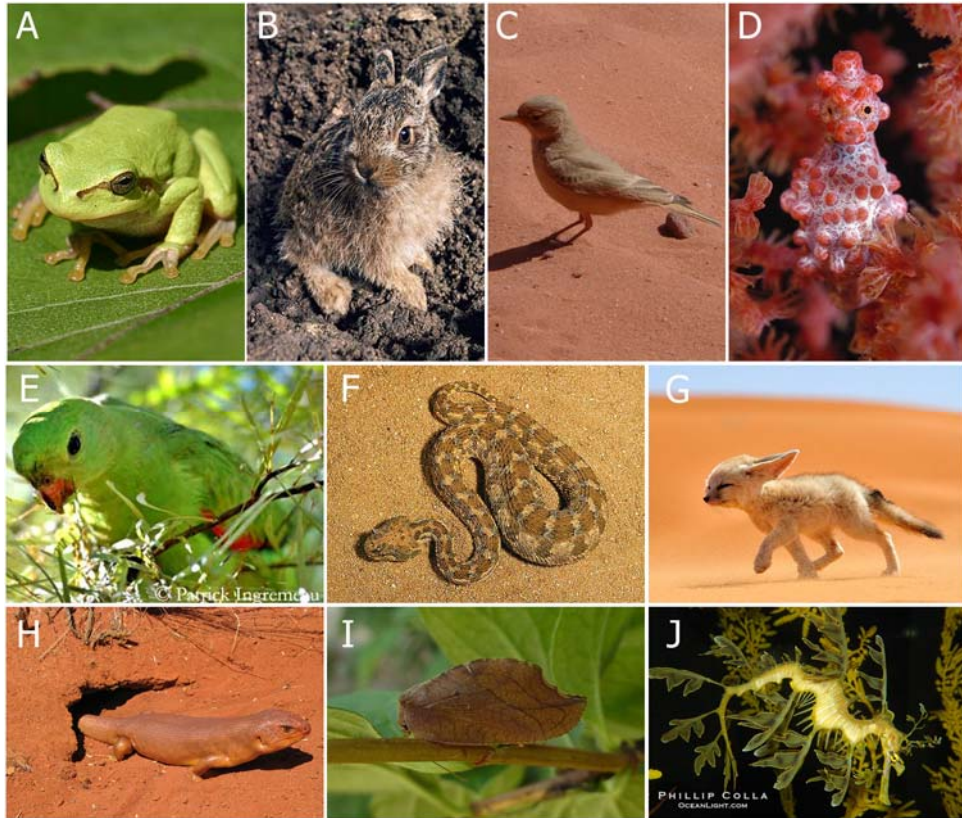 A
B
C
D
E
© Patrick Ingremeau
F
G
H
I
J
PHILLIP COLLA
OCEANLIGHT.COM